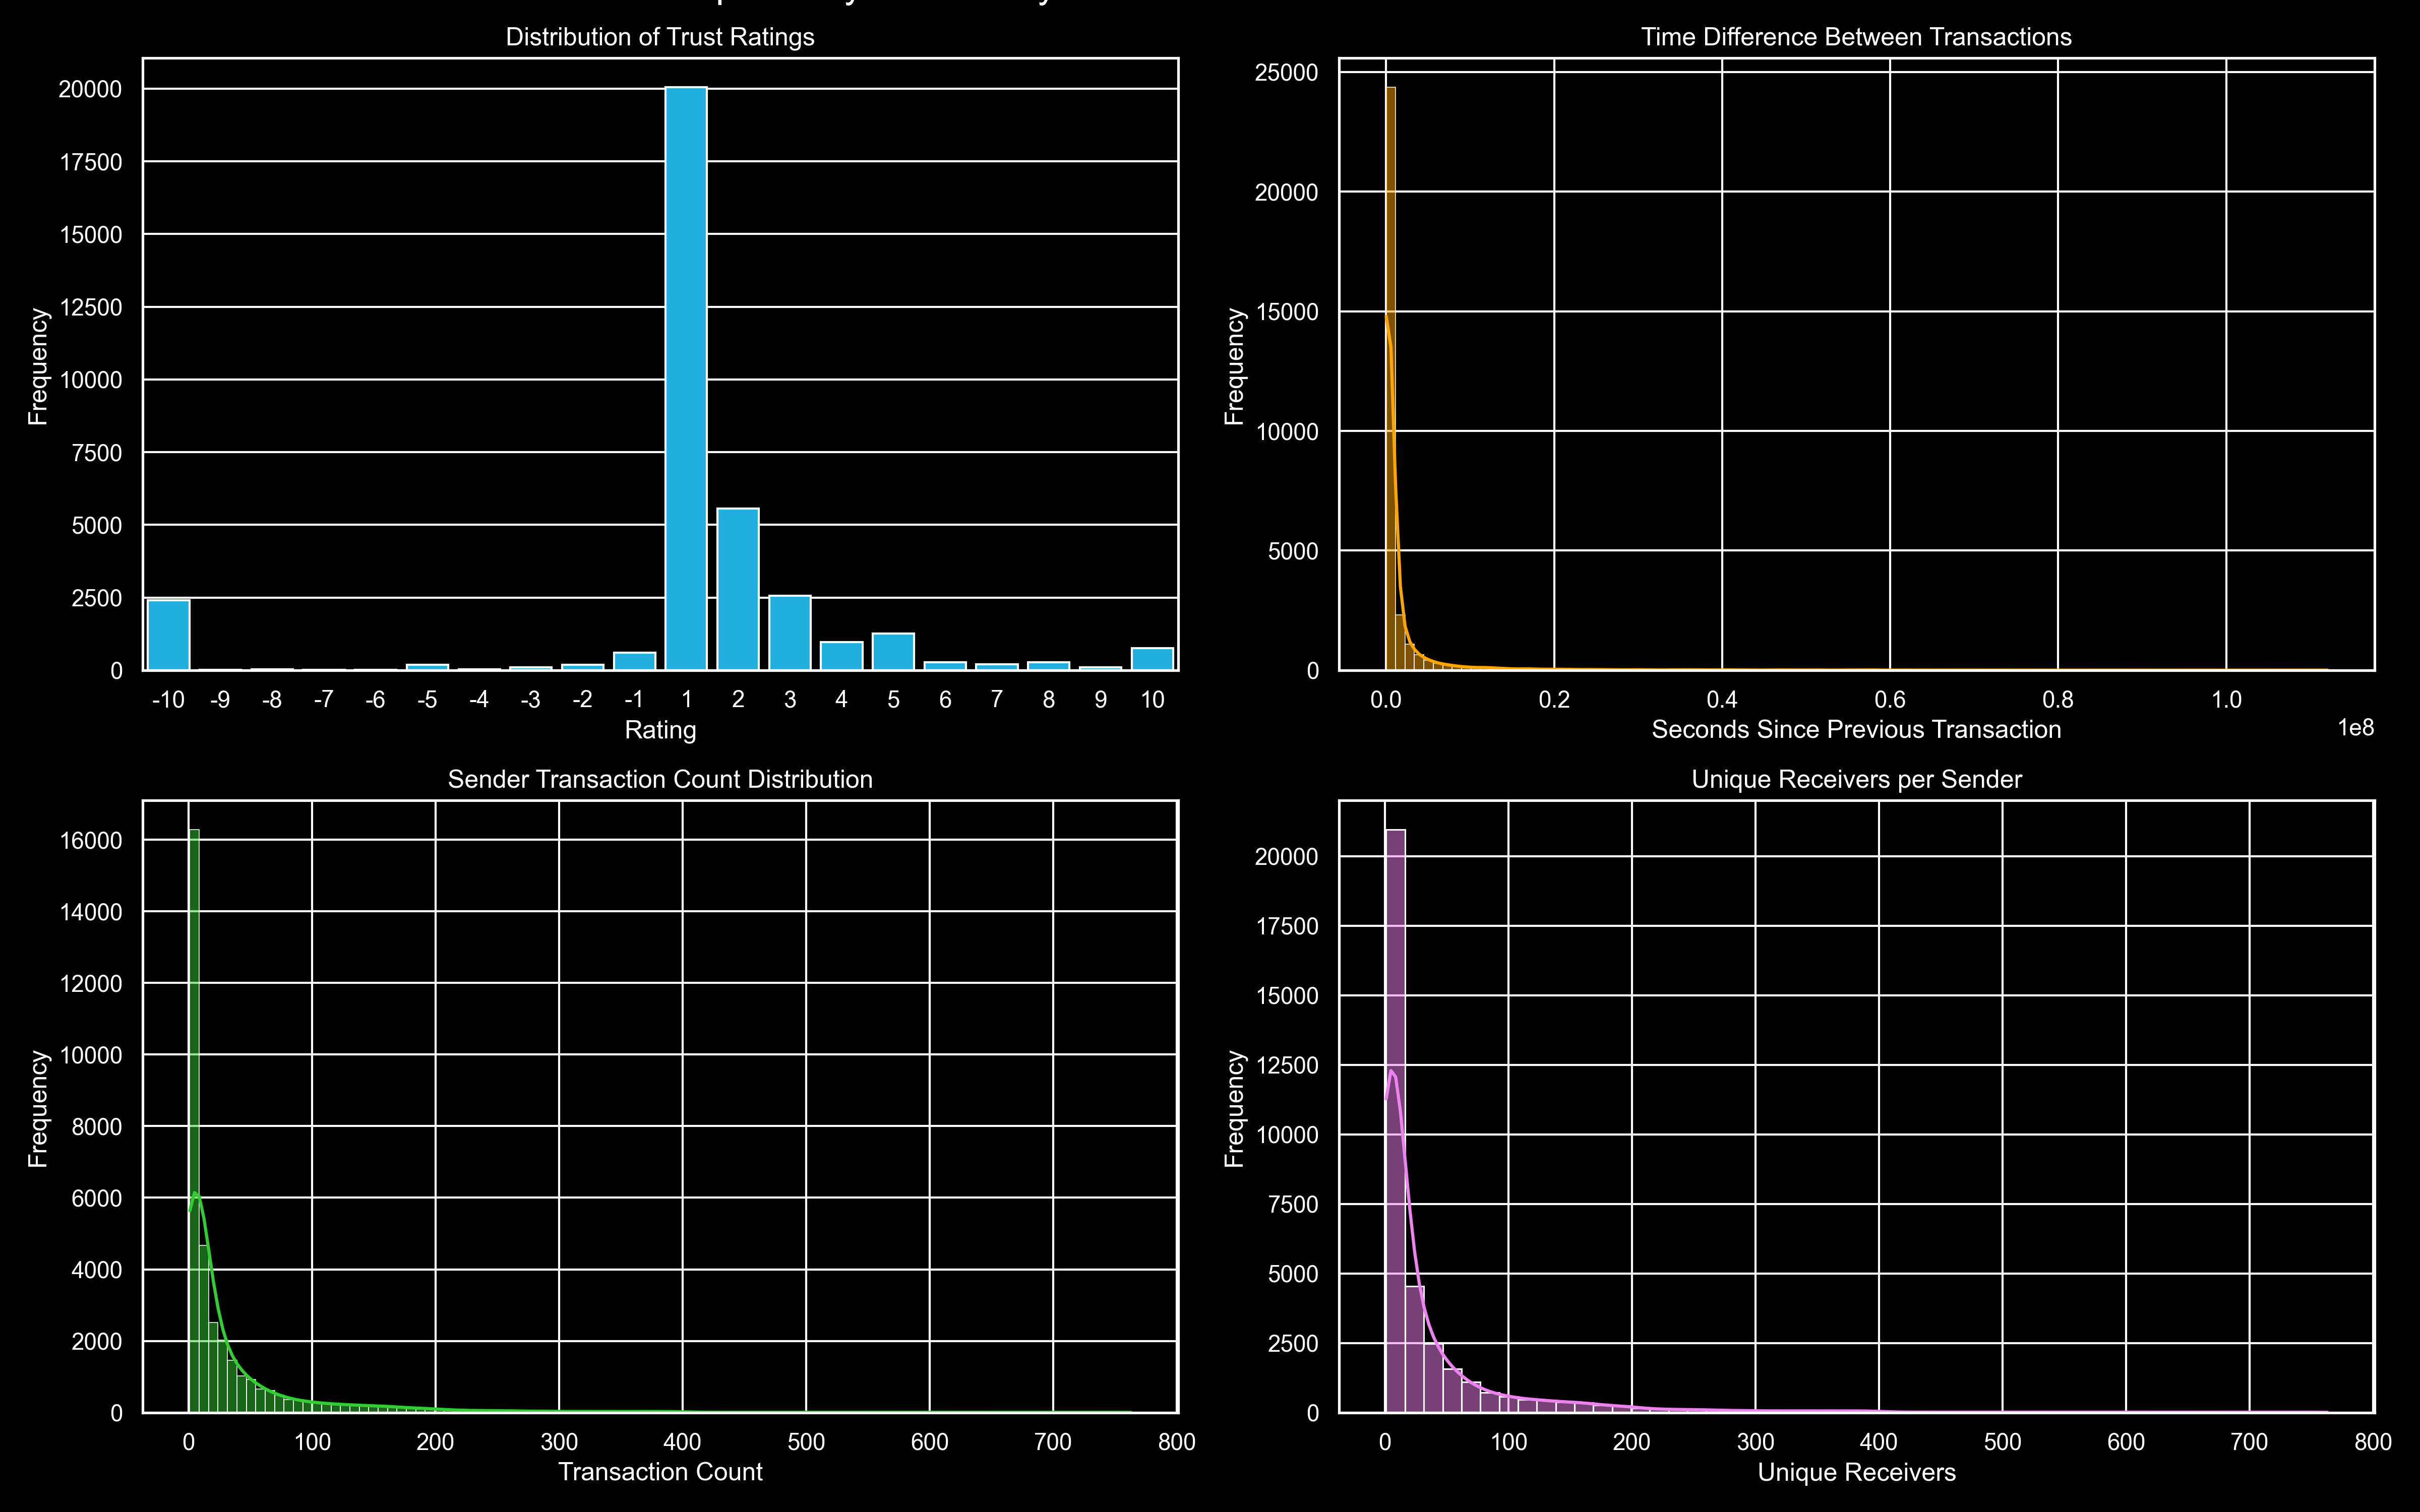 Distribution of Trust Ratings
20000
17500
15000
12500
10000
7500
5000
2500
0
Frequency
-10 -9 -8 -7 -6 -5 -4 -3 -2 -1 1 2 3 4 5 6 7 8 9 10
Rating
Time Difference Between Transactions
25000
20000
15000
10000
5000
0
Frequency
0.0 0.2 0.4 0.6 0.8 1.0
1e8
Seconds Since Previous Transaction
Sender Transaction Count Distribution
16000
14000
12000
10000
8000
6000
4000
2000
0
Frequency
0 100 200 300 400 500 600 700 800
Transaction Count
Unique Receivers per Sender
20000
17500
15000
12500
10000
7500
5000
2500
0
Frequency
0 100 200 300 400 500 600 700 800
Unique Receivers